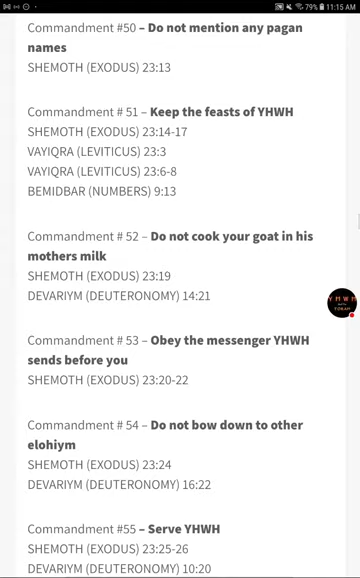 79% 11:15 AM
Commandment #50 – Do not mention any pagan
names
SHEMOTH (EXODUS) 23:13
Commandment # 51 – Keep the feasts of YHWH
SHEMOTH (EXODUS) 23:14-17
VAYIQRA (LEVITICUS) 23:3
VAYIQRA (LEVITICUS) 23:6-8
BEMIDBAR (NUMBERS) 9:13
Commandment # 52 – Do not cook your goat in his
mothers milk
SHEMOTH (EXODUS) 23:19
DEVARIYM (DEUTERONOMY) 14:21
Commandment # 53 – Obey the messenger YHWH
sends before you
SHEMOTH (EXODUS) 23:20-22
Commandment # 54 – Do not bow down to other
elohiym
SHEMOTH (EXODUS) 23:24
DEVARIYM (DEUTERONOMY) 16:22
Commandment #55 – Serve YHWH
SHEMOTH (EXODUS) 23:25-26
DEVARIYM (DEUTERONOMY) 10:20